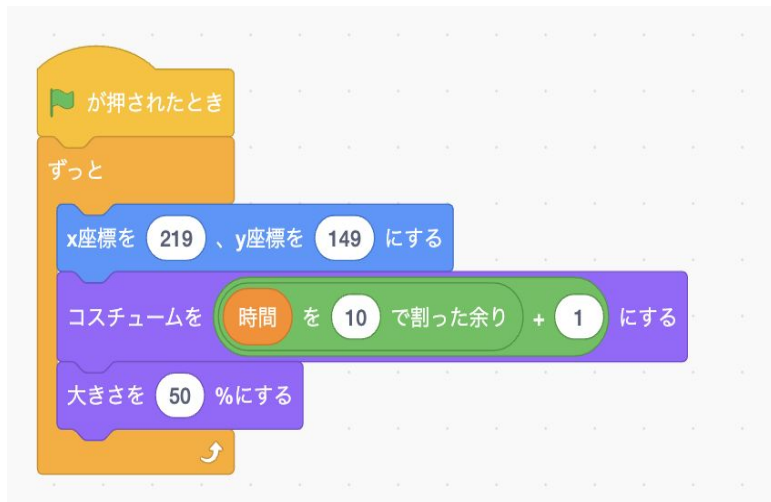 が押されたとき
ずっと
x座標を 219 、y座標を 149 にする
コスチュームを 時間 を 10 で割った余り + 1 にする
大きさを 50 %にする